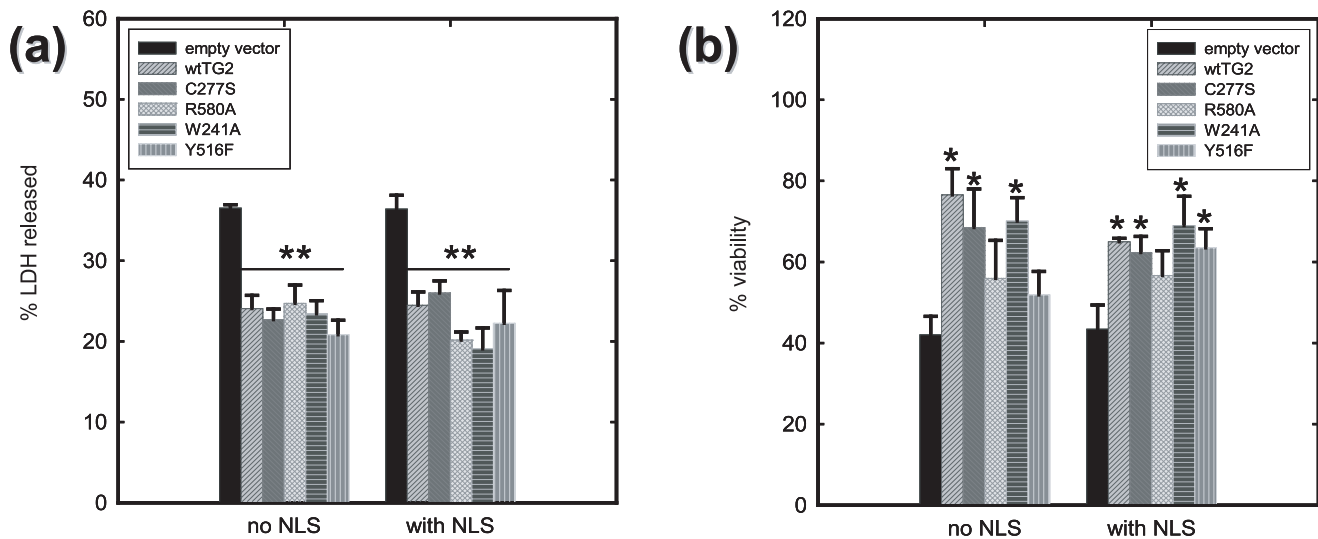 (a)
60
50
40
30
20
10
0
% LDH released
empty vector
wtTG2
C277S
R580A
W241A
Y516F
**
**
no NLS
with NLS
(b)
120
100
80
60
40
20
0
% viability
empty vector
wtTG2
C277S
R580A
W241A
Y516F
*
*
*
*
*
*
*
no NLS
with NLS